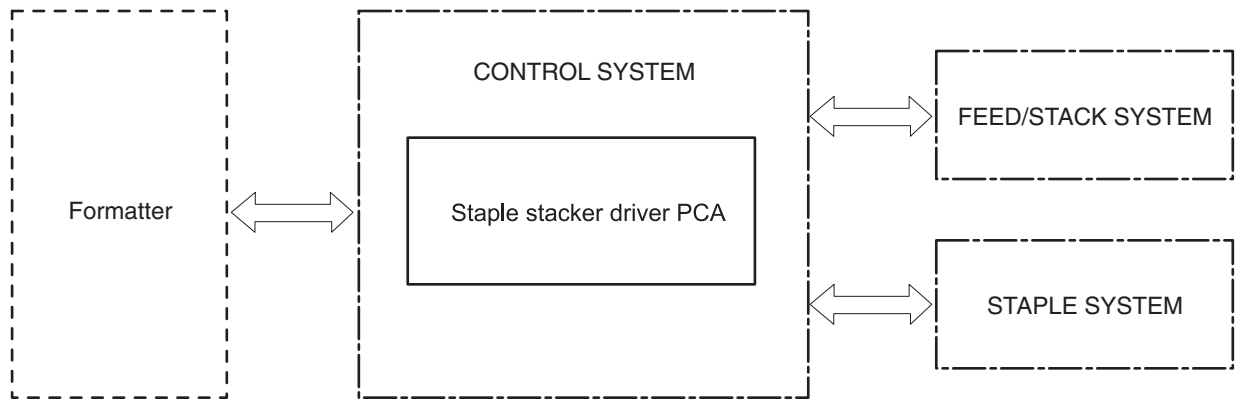 CONTROL SYSTEM
FEED/STACK SYSTEM
Formatter
Staple stacker driver PCA
STAPLE SYSTEM